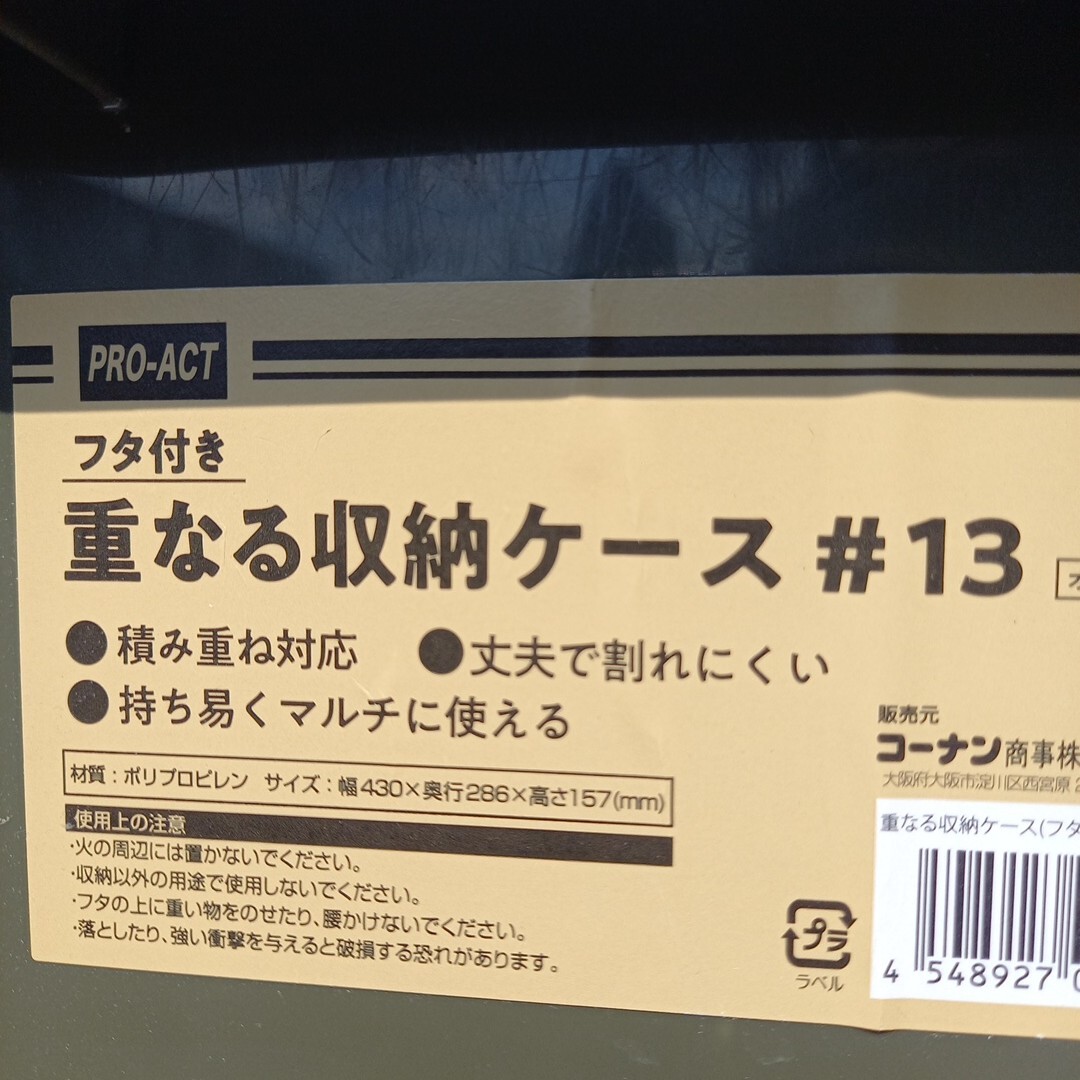 PRO-ACT
フタ付き
重なる収納ケース #13
●積み重ね対応 ●丈夫で割れにくい
●持ち易くマルチに使える
販売元
コーナン商事株
大阪府大阪市淀川区西宮原
材質：ポリプロピレン サイズ：幅430×奥行286×高さ157(mm)
使用上の注意
・火の周辺には置かないでください。
・収納以外の用途で使用しないでください。
・フタの上に重い物をのせたり、腰かけないでください。
・落としたり、強い衝撃を与えると破損する恐れがあります。
プラ
ラベル
重なる収納ケース(フタ
4 548927